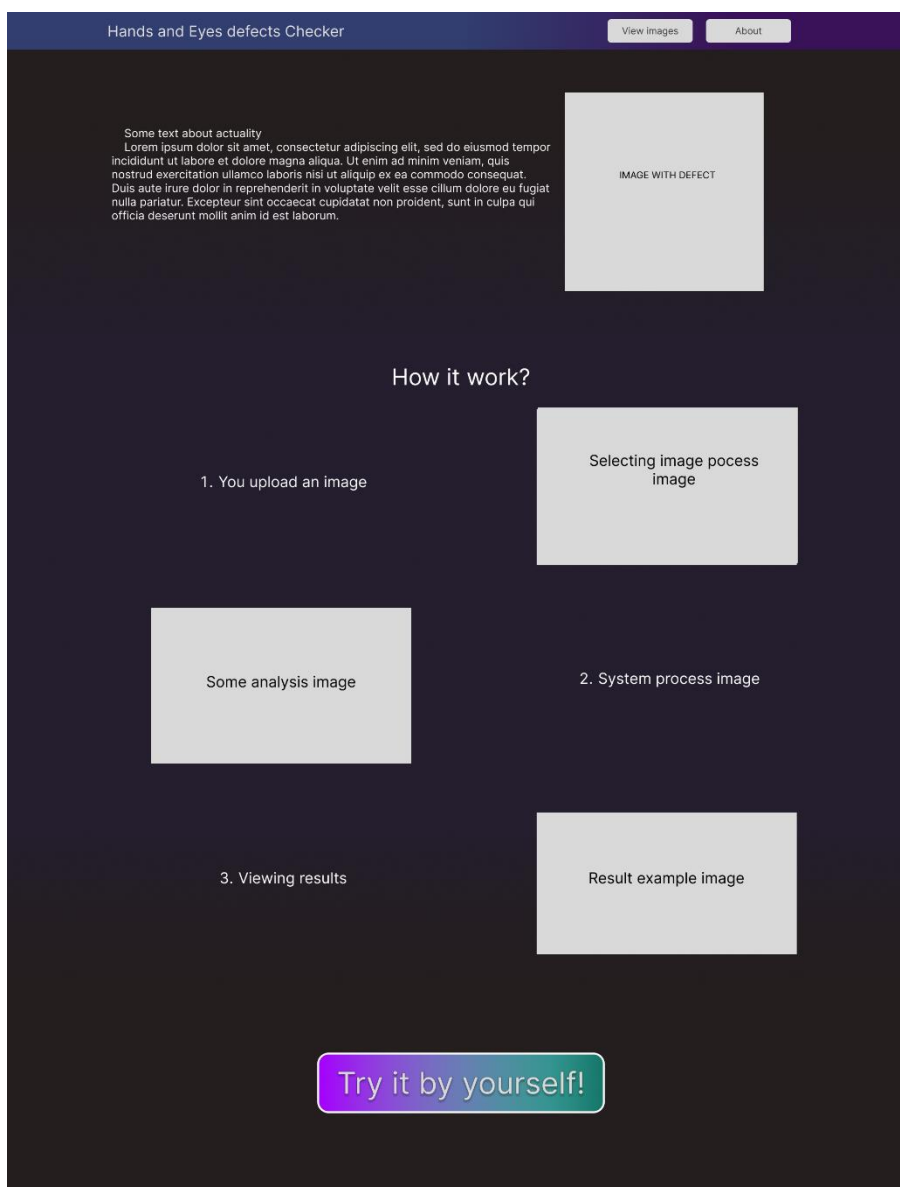 Hands and Eyes defects Checker
View images
About
Some text about actuality
Lorem ipsum dolor sit amet, consectetur adipiscing elit, sed do eiusmod tempor
incididunt ut labore et dolore magna aliqua. Ut enim ad minim veniam, quis
nostrud exercitation ullamco laboris nisi ut aliquip ex ea commodo consequat.
Duis aute irure dolor in reprehenderit in voluptate velit esse cillum dolore eu fugiat
nulla pariatur. Excepteur sint occaecat cupidatat non proident, sunt in culpa qui
officia deserunt mollit anim id est laborum.
IMAGE WITH DEFECT
How it work?
1. You upload an image
Selecting image pocess
image
Some analysis image
2. System process image
3. Viewing results
Result example image
Try it by yourself!